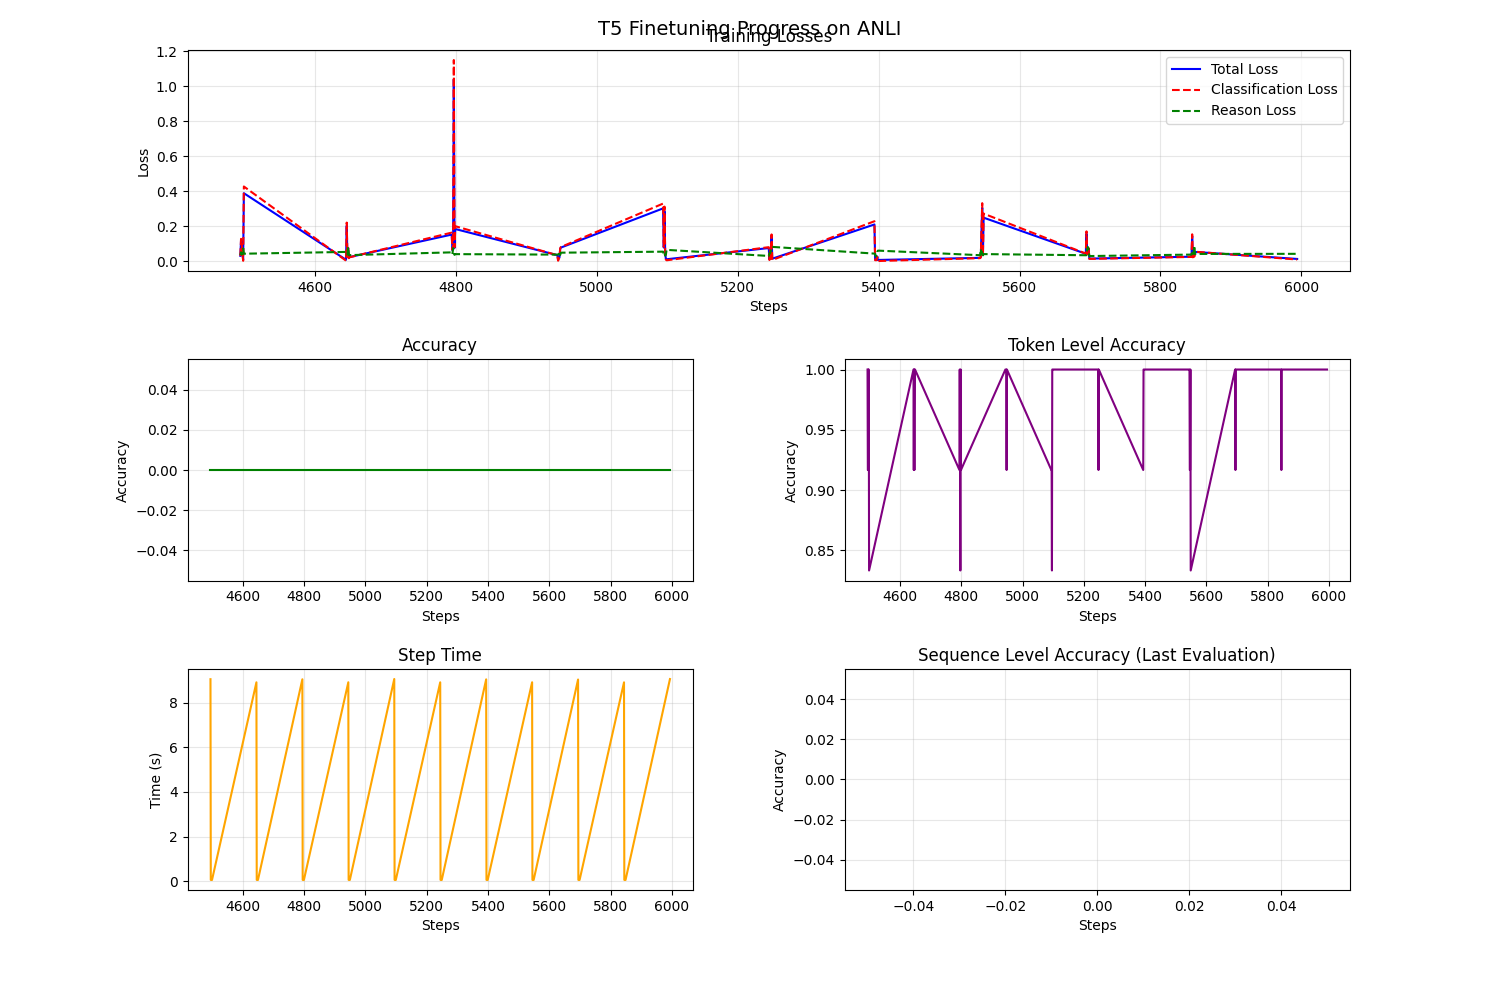 T5 Finetuning Progress on ANLI
Training Losses
1.2
1.0
0.8
0.6
0.4
0.2
0.0
Loss
Total Loss
Classification Loss
Reason Loss
4600 4800 5000 5200 5400 5600 5800 6000
Steps
Accuracy
0.04
0.02
0.00
−0.02
−0.04
Accuracy
4600 4800 5000 5200 5400 5600 5800 6000
Steps
Token Level Accuracy
1.00
0.95
0.90
0.85
Accuracy
4600 4800 5000 5200 5400 5600 5800 6000
Steps
Step Time
8
6
4
2
0
Time (s)
4600 4800 5000 5200 5400 5600 5800 6000
Steps
Sequence Level Accuracy (Last Evaluation)
0.04
0.02
0.00
−0.02
−0.04
Accuracy
−0.04 −0.02 0.00 0.02 0.04
Steps